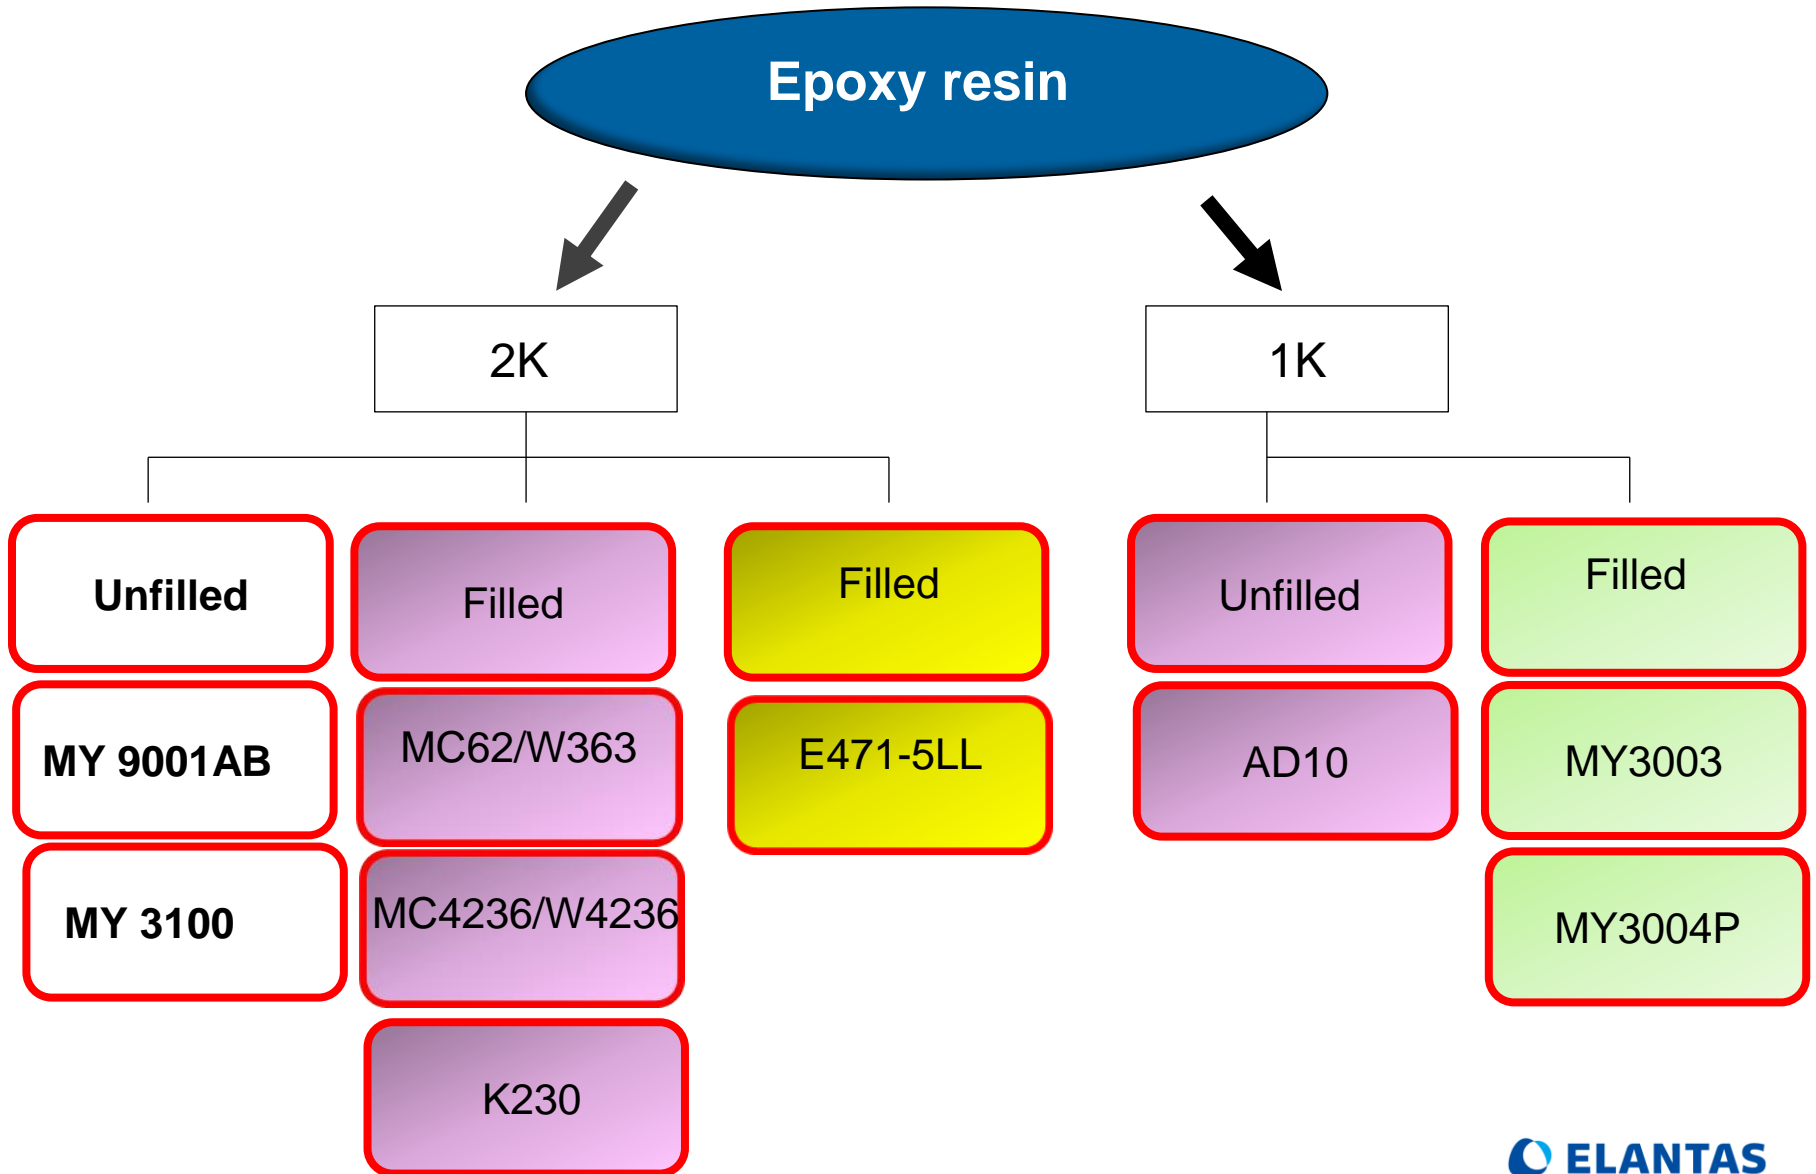 Epoxy resin
2K
1K
Unfilled
Filled
Filled
Unfilled
Filled
MY 9001AB
MC62/W363
E471-5LL
AD10
MY3003
MY 3100
MC4236/W4236
MY3004P
K230
ELANTAS